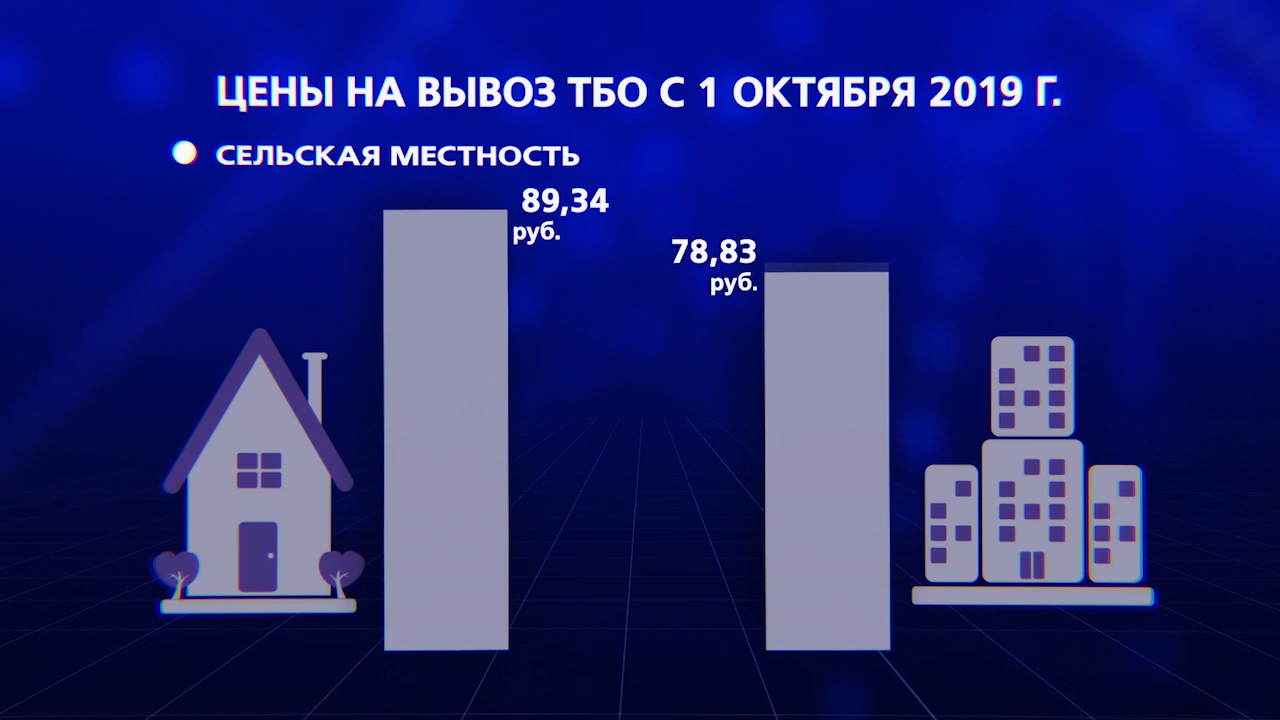 ЦЕНЫ НА ВЫВОЗ ТБО С 1 ОКТЯБРЯ 2019 Г.
СЕЛЬСКАЯ МЕСТНОСТЬ
89,34
руб.
78,83
руб.